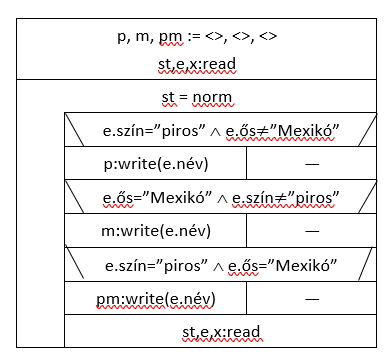 p, m, pm := <>, <>, <>
st,e,x:read
st = norm
e.szín=”piros” ∧ e.ős≠”Mexikó”
p:write(e.név) —
e.ős=”Mexikó” ∧ e.szín≠”piros”
m:write(e.név) —
e.szín=”piros” ∧ e.ős=”Mexikó”
pm:write(e.név) —
st,e,x:read